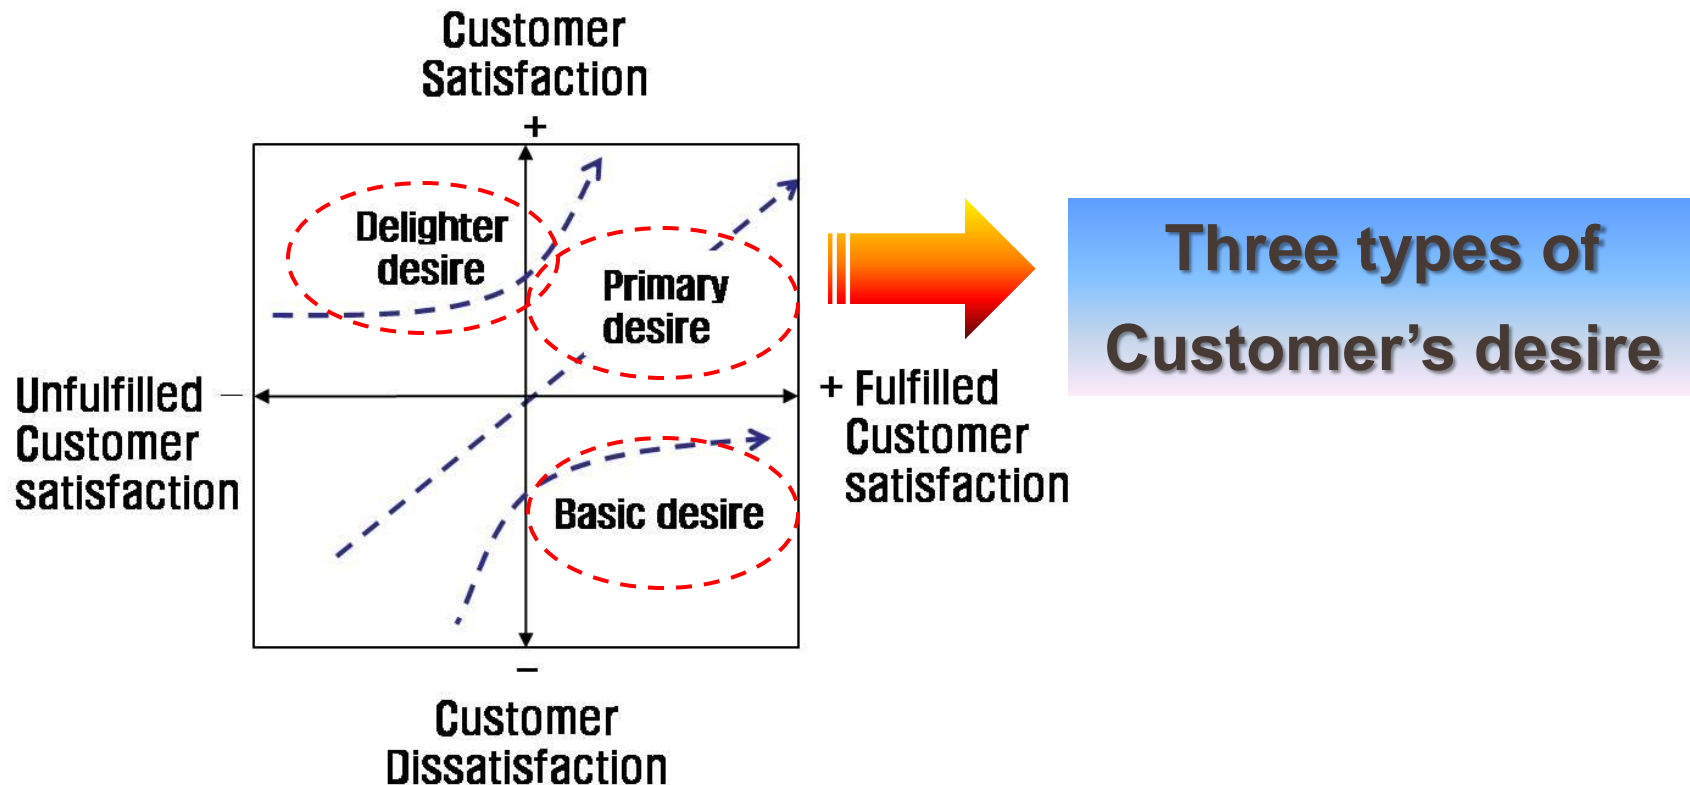 Customer
Satisfaction
+
Delighter
desire
Primary
desire
Three types of
Customer’s desire
Unfulfilled –
Customer
satisfaction
+ Fulfilled
Customer
satisfaction
Basic desire
–
Customer
Dissatisfaction